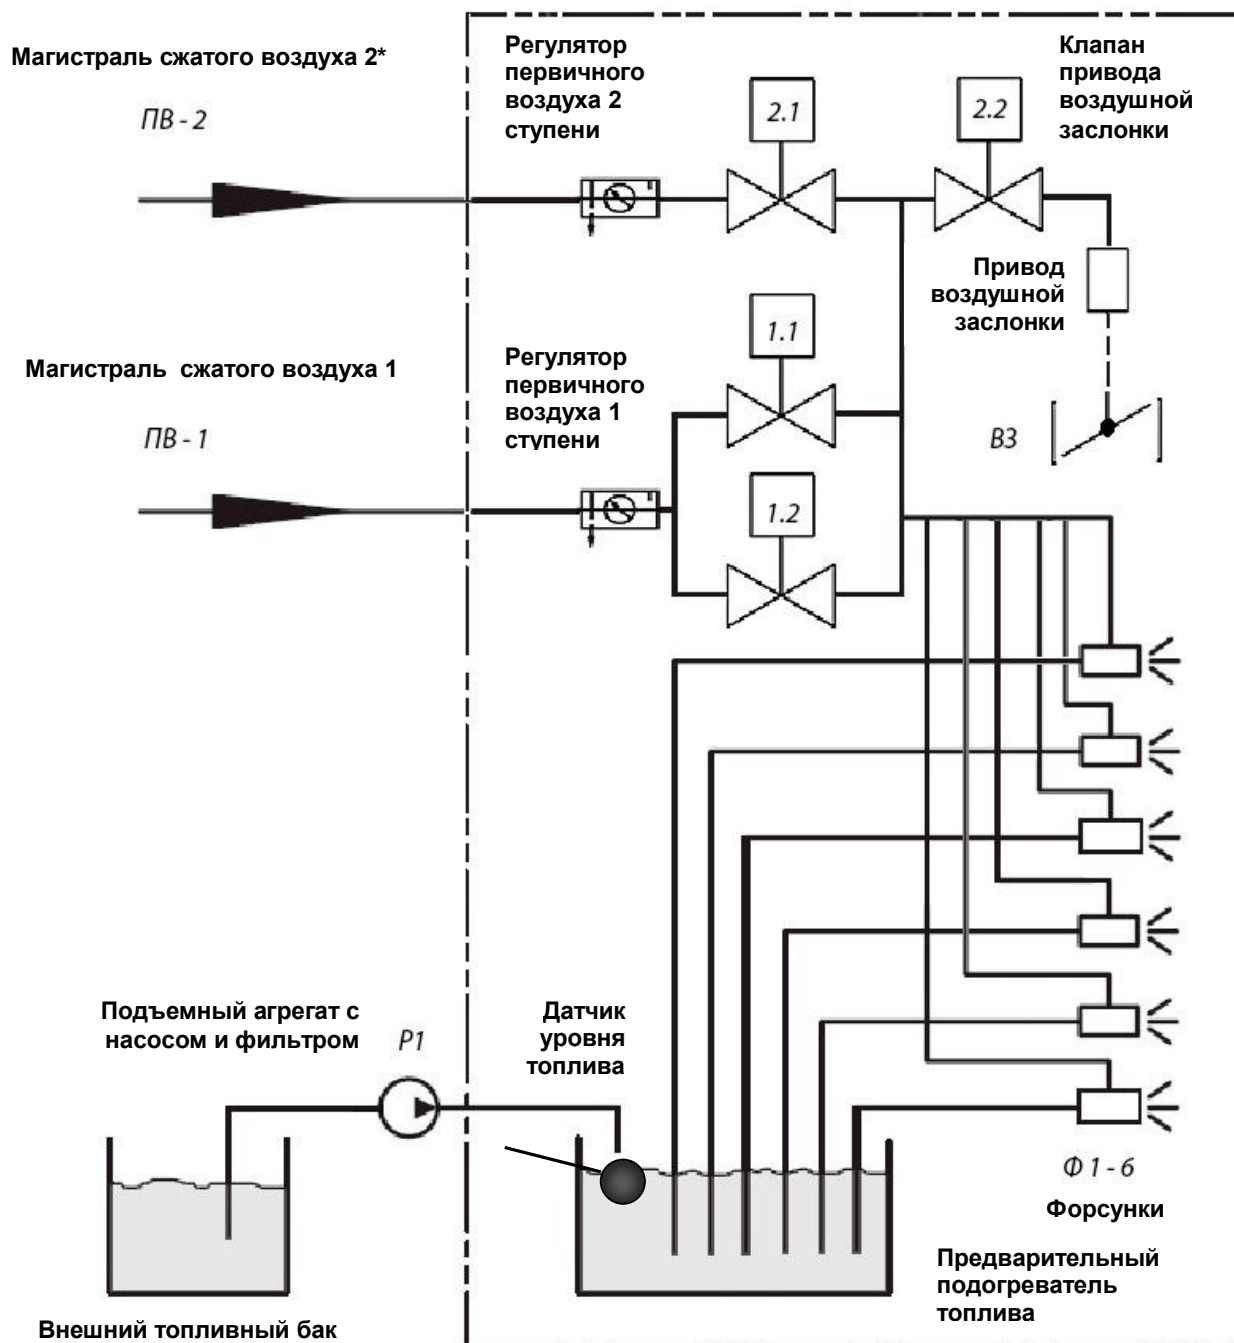 Магистраль сжатого воздуха 2*
ПВ - 2
Регулятор
первичного
воздуха 2
ступени
2.1
2.2
Клапан
привода
воздушной
заслонки
Привод
воздушной
заслонки
Магистраль сжатого воздуха 1
ПВ - 1
Регулятор
первичного
воздуха 1
ступени
1.1
1.2
ВЗ
Подъемный агрегат с
насосом и фильтром
Р1
Датчик
уровня
топлива
Ф 1 - 6
Форсунки
Предварительный
подогреватель
топлива
Внешний топливный бак